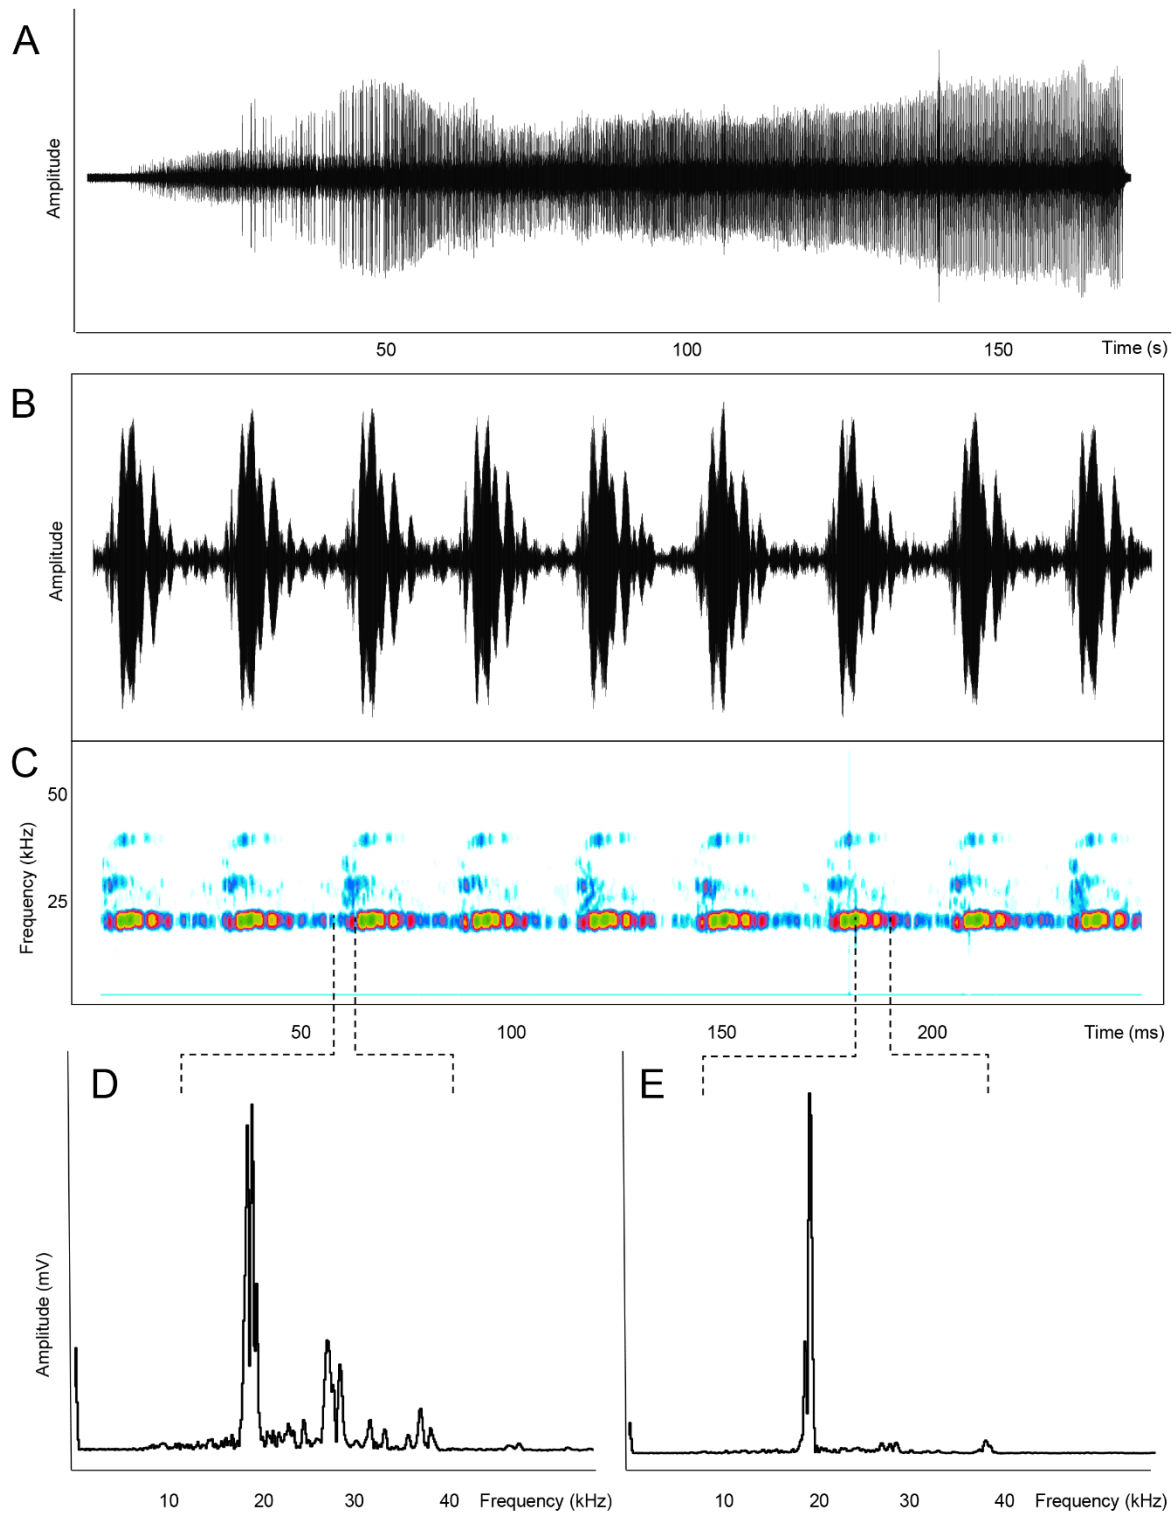 A
Amplitude
50 100 150 Time (s)
B
Amplitude
C
50
25
Frequency (kHz)
50 100 150 200 Time (ms)
D E
Amplitude (mV)
10 20 30 40 Frequency (kHz) 10 20 30 40 Frequency (kHz)